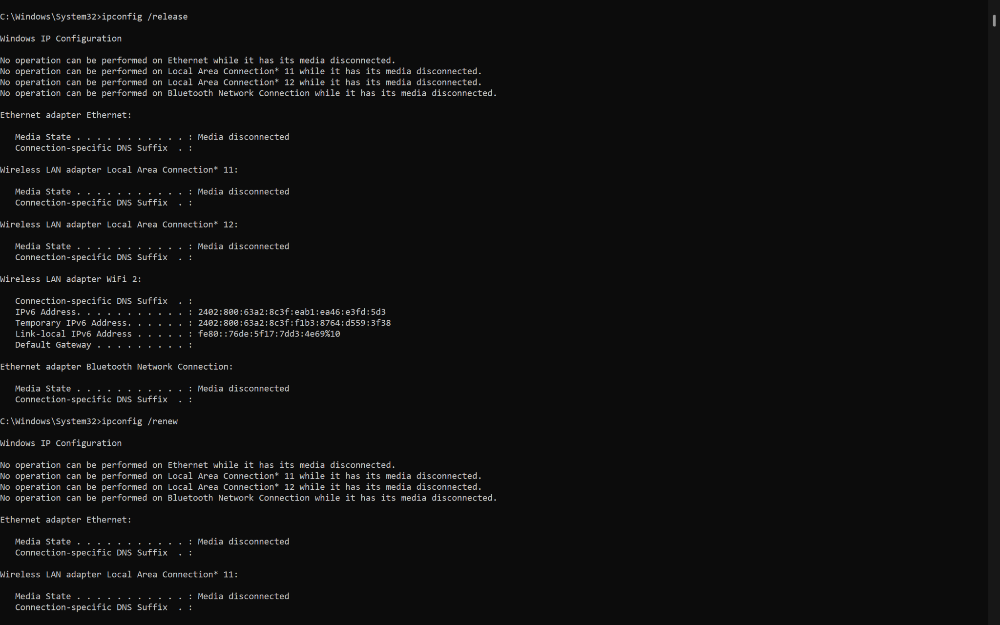 C:\Windows\System32>ipconfig /release
Windows IP Configuration
No operation can be performed on Ethernet while it has its media disconnected.
No operation can be performed on Local Area Connection* 11 while it has its media disconnected.
No operation can be performed on Local Area Connection* 12 while it has its media disconnected.
No operation can be performed on Bluetooth Network Connection while it has its media disconnected.
Ethernet adapter Ethernet:
   Media State . . . . . . . . . . . : Media disconnected
   Connection-specific DNS Suffix  . :
Wireless LAN adapter Local Area Connection* 11:
   Media State . . . . . . . . . . . : Media disconnected
   Connection-specific DNS Suffix  . :
Wireless LAN adapter Local Area Connection* 12:
   Media State . . . . . . . . . . . : Media disconnected
   Connection-specific DNS Suffix  . :
Wireless LAN adapter WiFi 2:
   Connection-specific DNS Suffix  . :
   IPv6 Address. . . . . . . . . . . : 2402:800:63a2:8c3f:eab1:ea46:e3fd:5d3
   Temporary IPv6 Address. . . . . . : 2402:800:63a2:8c3f:f1b3:8764:d559:3f38
   Link-local IPv6 Address . . . . . : fe80::76de:5f17:7dd3:4e69%10
   Default Gateway . . . . . . . . . :
Ethernet adapter Bluetooth Network Connection:
   Media State . . . . . . . . . . . : Media disconnected
   Connection-specific DNS Suffix  . :
C:\Windows\System32>ipconfig /renew
Windows IP Configuration
No operation can be performed on Ethernet while it has its media disconnected.
No operation can be performed on Local Area Connection* 11 while it has its media disconnected.
No operation can be performed on Local Area Connection* 12 while it has its media disconnected.
No operation can be performed on Bluetooth Network Connection while it has its media disconnected.
Ethernet adapter Ethernet:
   Media State . . . . . . . . . . . : Media disconnected
   Connection-specific DNS Suffix  . :
Wireless LAN adapter Local Area Connection* 11:
   Media State . . . . . . . . . . . : Media disconnected
   Connection-specific DNS Suffix  . :